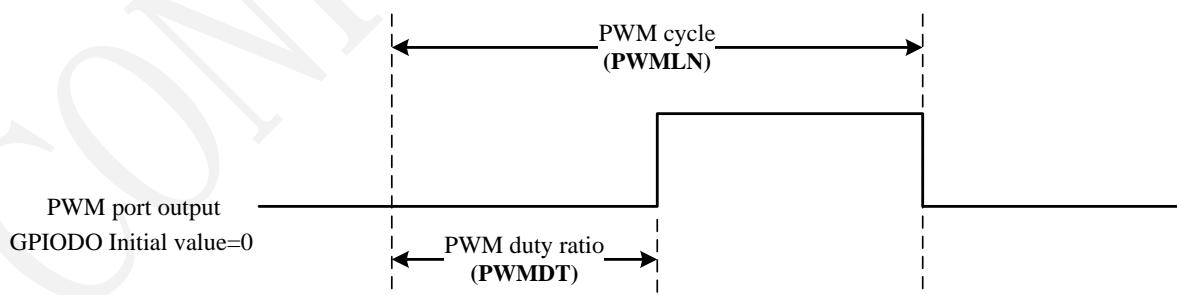 PWM cycle
(PWMLN)
PWM port output
GPIODO Initial value=0
PWM duty ratio
(PWMDT)